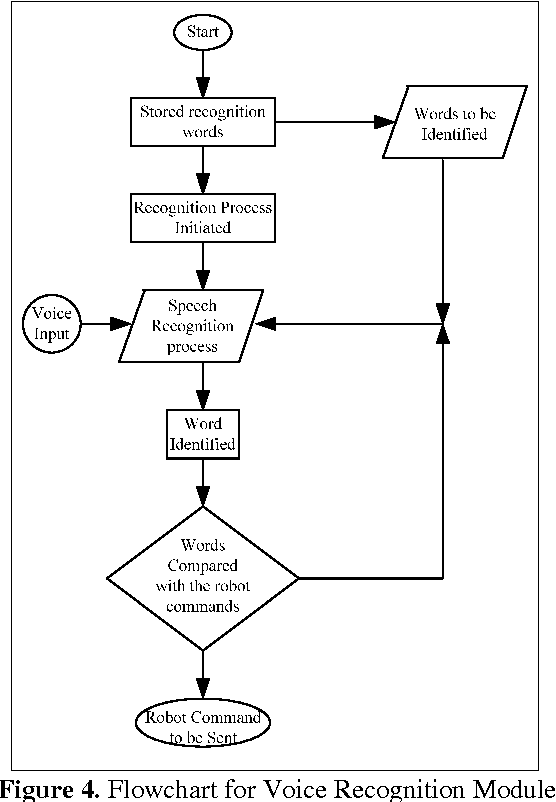 Start
Stored recognition
words
Words to be
Identified
Recognition Process
Initiated
Voice
Input
Speech
Recognition
process
Word
Identified
Words
Compared
with the robot
commands
Robot Command
to be Sent
Figure 4. Flowchart for Voice Recognition Module